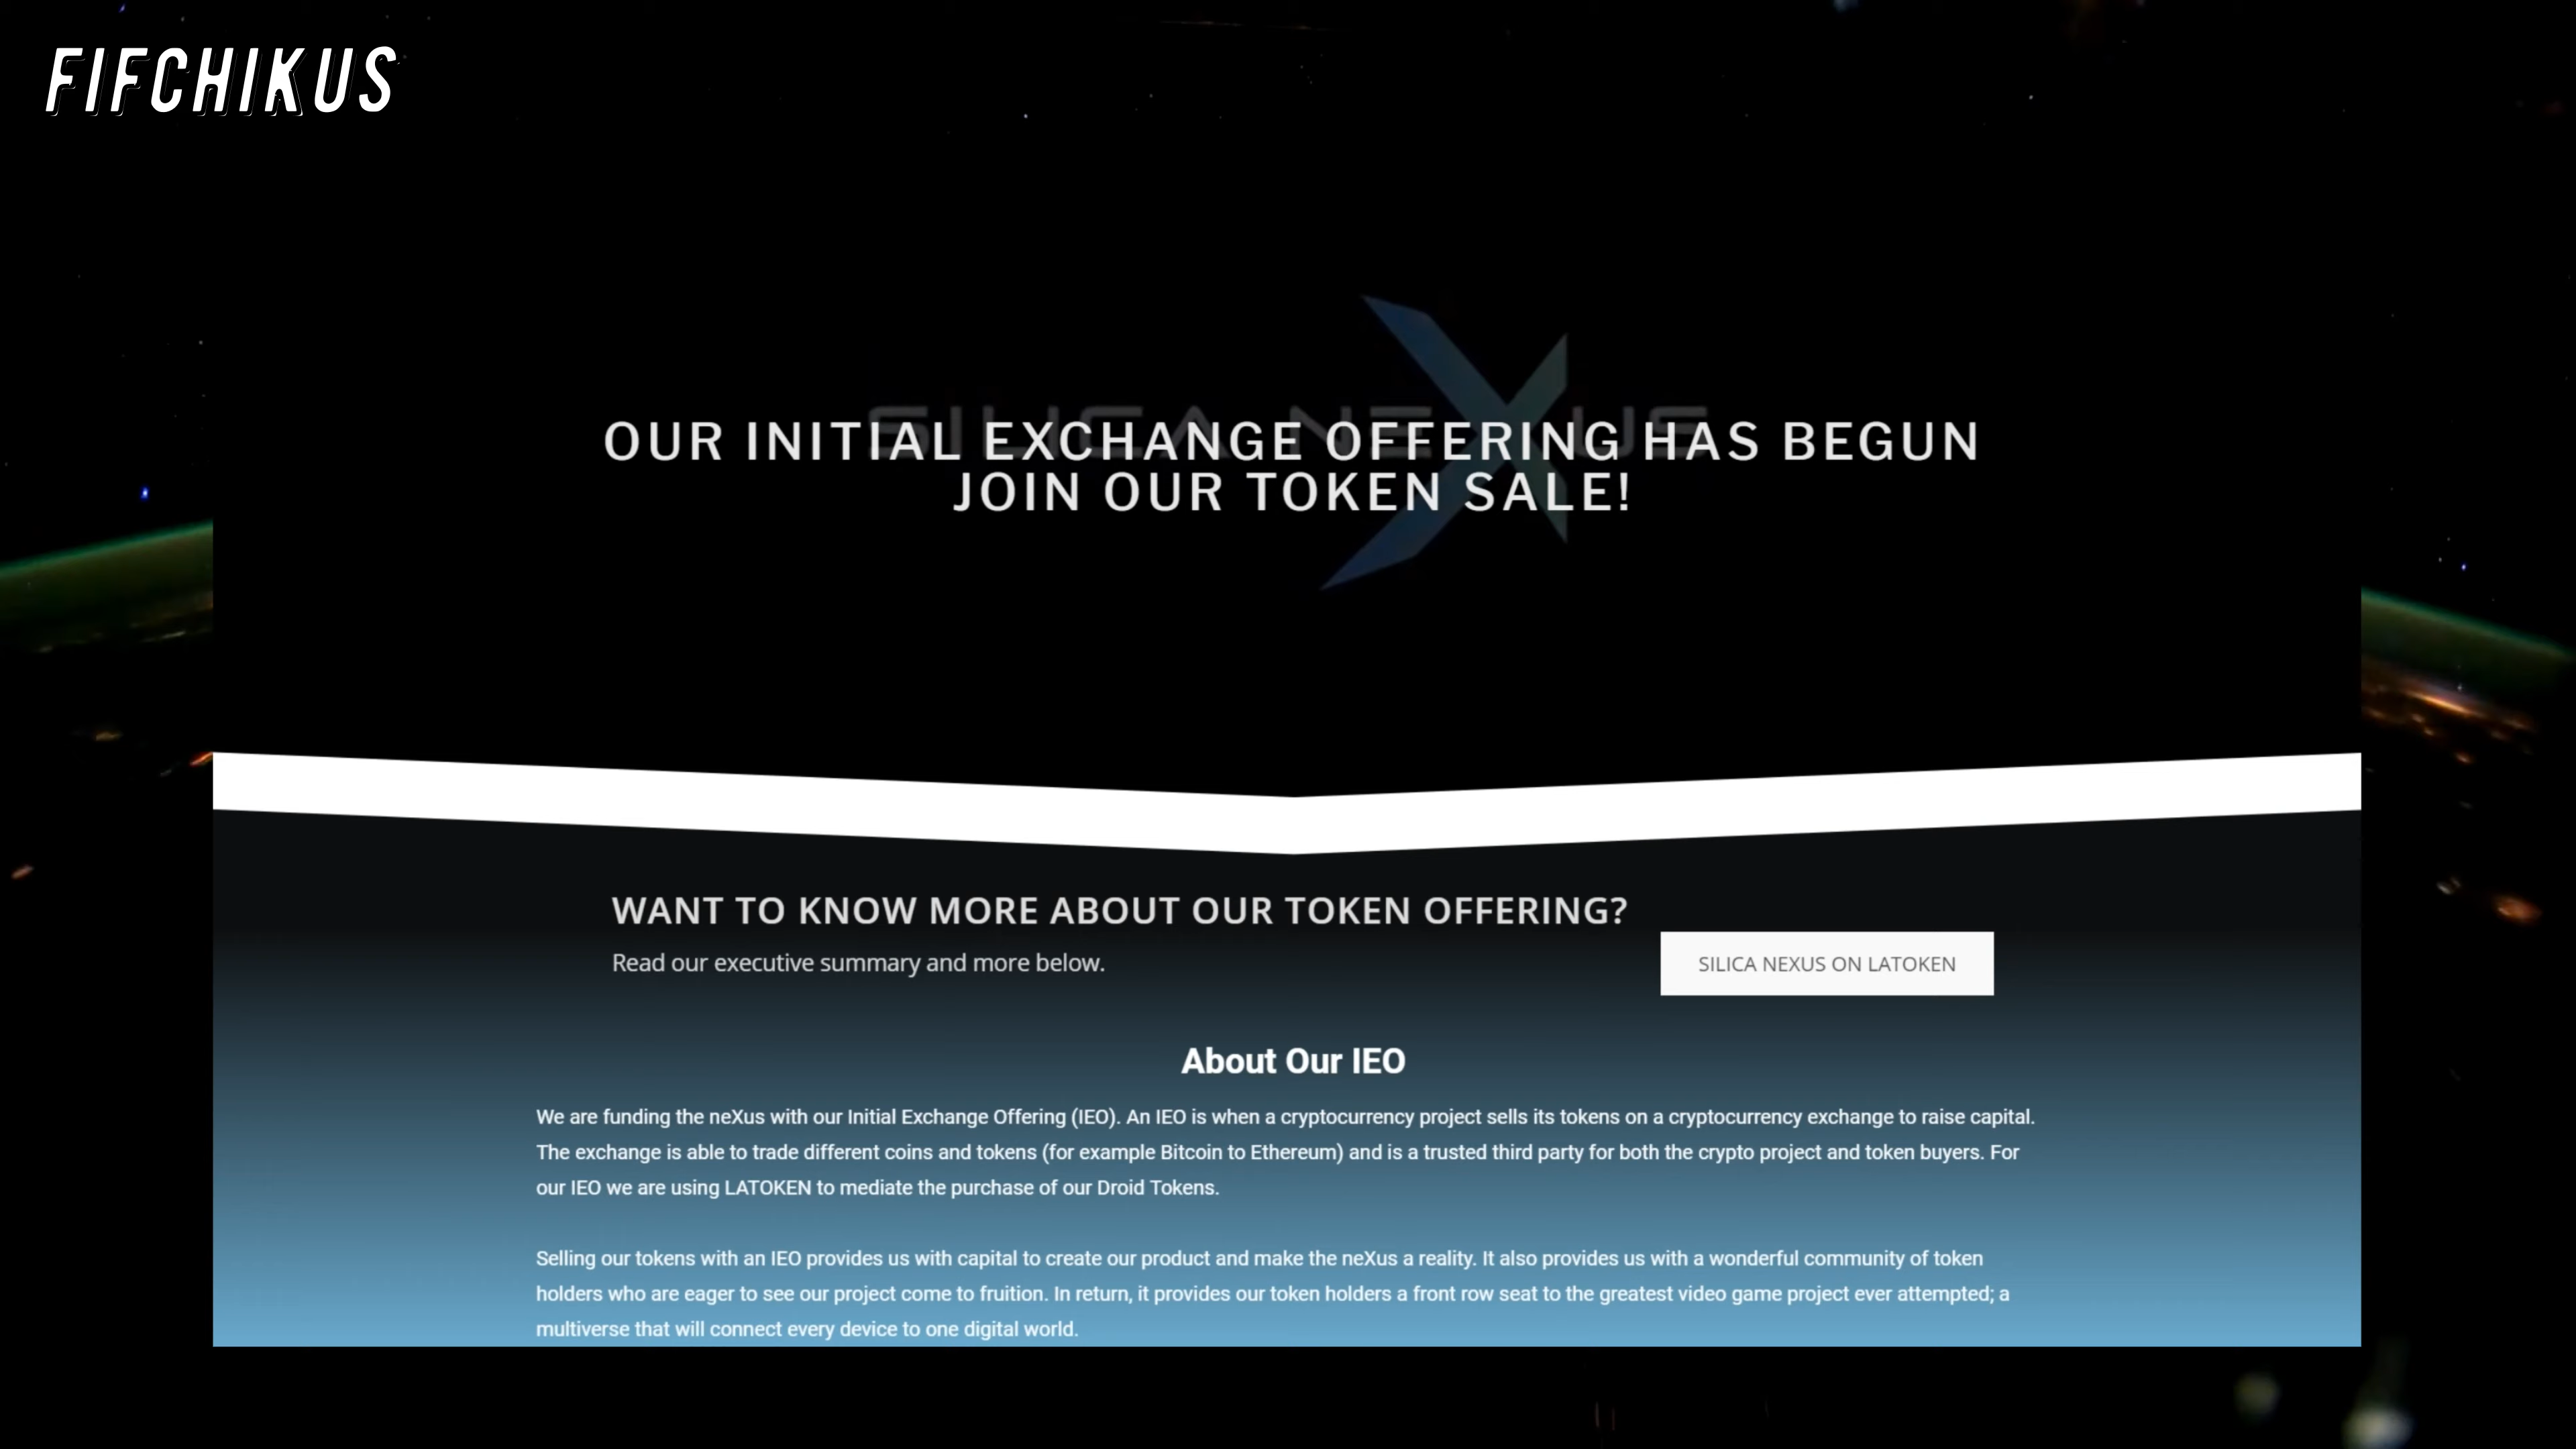 FIFCHIKUS
SILICA NEXUS
OUR INITIAL EXCHANGE OFFERING HAS BEGUN
JOIN OUR TOKEN SALE!
WANT TO KNOW MORE ABOUT OUR TOKEN OFFERING?
Read our executive summary and more below.
SILICA NEXUS ON LATOKEN
About Our IEO
We are funding the neXus with our Initial Exchange Offering (IEO). An IEO is when a cryptocurrency project sells its tokens on a cryptocurrency exchange to raise capital.
The exchange is able to trade different coins and tokens (for example Bitcoin to Ethereum) and is a trusted third party for both the crypto project and token buyers. For
our IEO we are using LATOKEN to mediate the purchase of our Droid Tokens.
Selling our tokens with an IEO provides us with capital to create our product and make the neXus a reality. It also provides us with a wonderful community of token
holders who are eager to see our project come to fruition. In return, it provides our token holders a front row seat to the greatest video game project ever attempted; a
multiverse that will connect every device to one digital world.